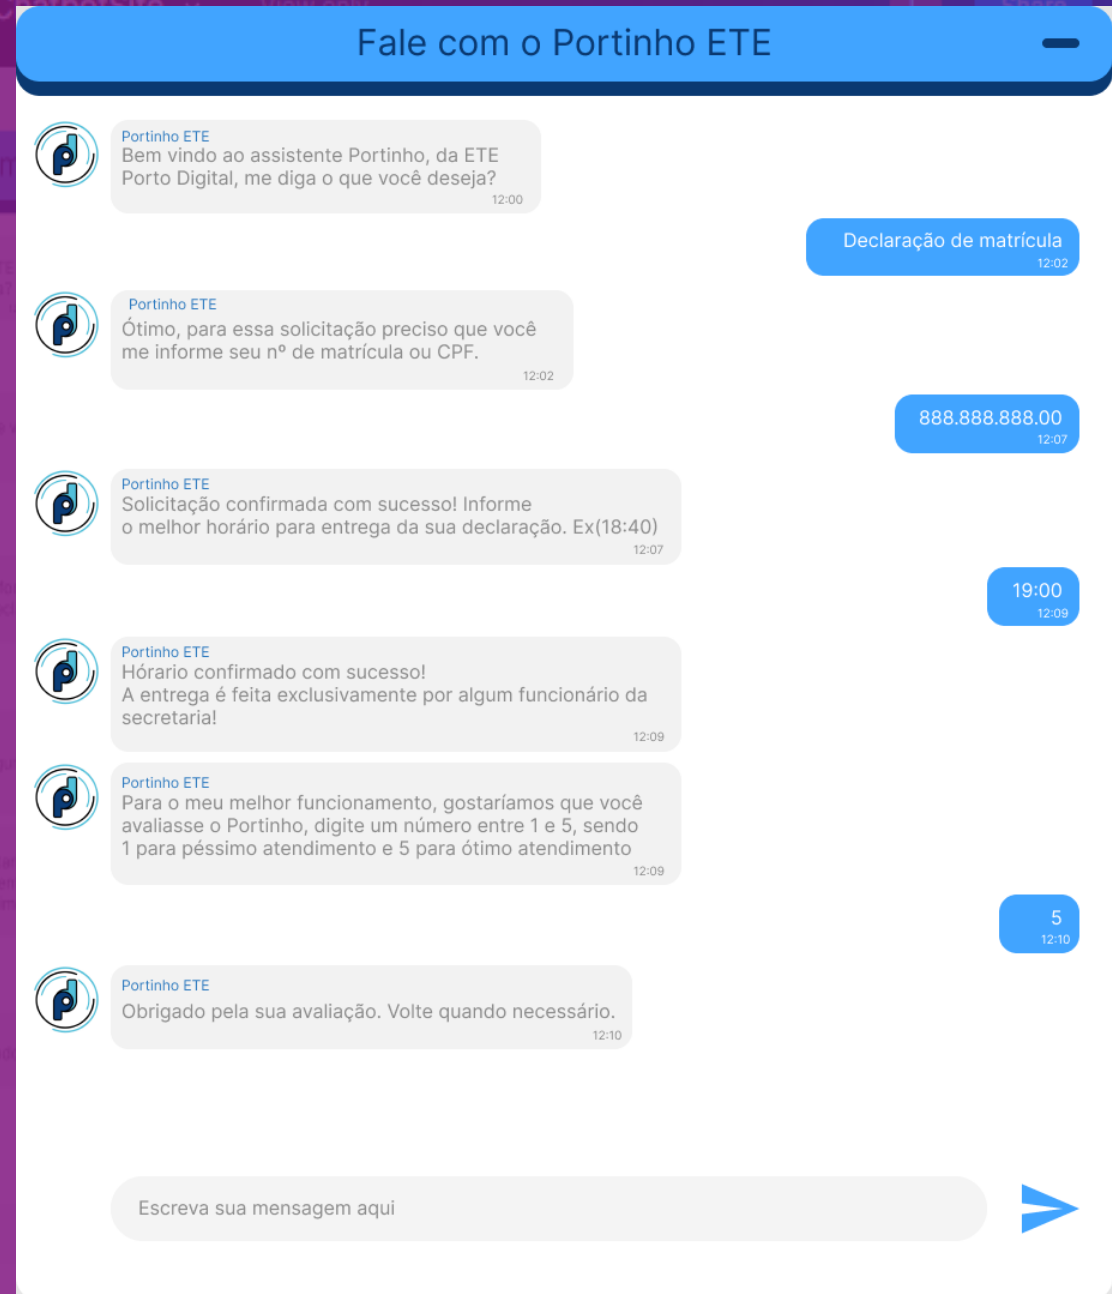 View only
Share
Fale com o Portinho ETE
Portinho ETE
Bem vindo ao assistente Portinho, da ETE
Porto Digital, me diga o que você deseja?
12:00
Declaração de matrícula
12:02
Portinho ETE
Ótimo, para essa solicitação preciso que você
me informe seu nº de matrícula ou CPF.
12:02
888.888.888.00
12:07
Portinho ETE
Solicitação confirmada com sucesso! Informe
o melhor horário para entrega da sua declaração. Ex(18:40)
12:07
19:00
12:09
Portinho ETE
Hórario confirmado com sucesso!
A entrega é feita exclusivamente por algum funcionário da
secretaria!
12:09
Portinho ETE
Para o meu melhor funcionamento, gostaríamos que você
avaliasse o Portinho, digite um número entre 1 e 5, sendo
1 para péssimo atendimento e 5 para ótimo atendimento
12:09
5
12:10
Portinho ETE
Obrigado pela sua avaliação. Volte quando necessário.
12:10
Escreva sua mensagem aqui